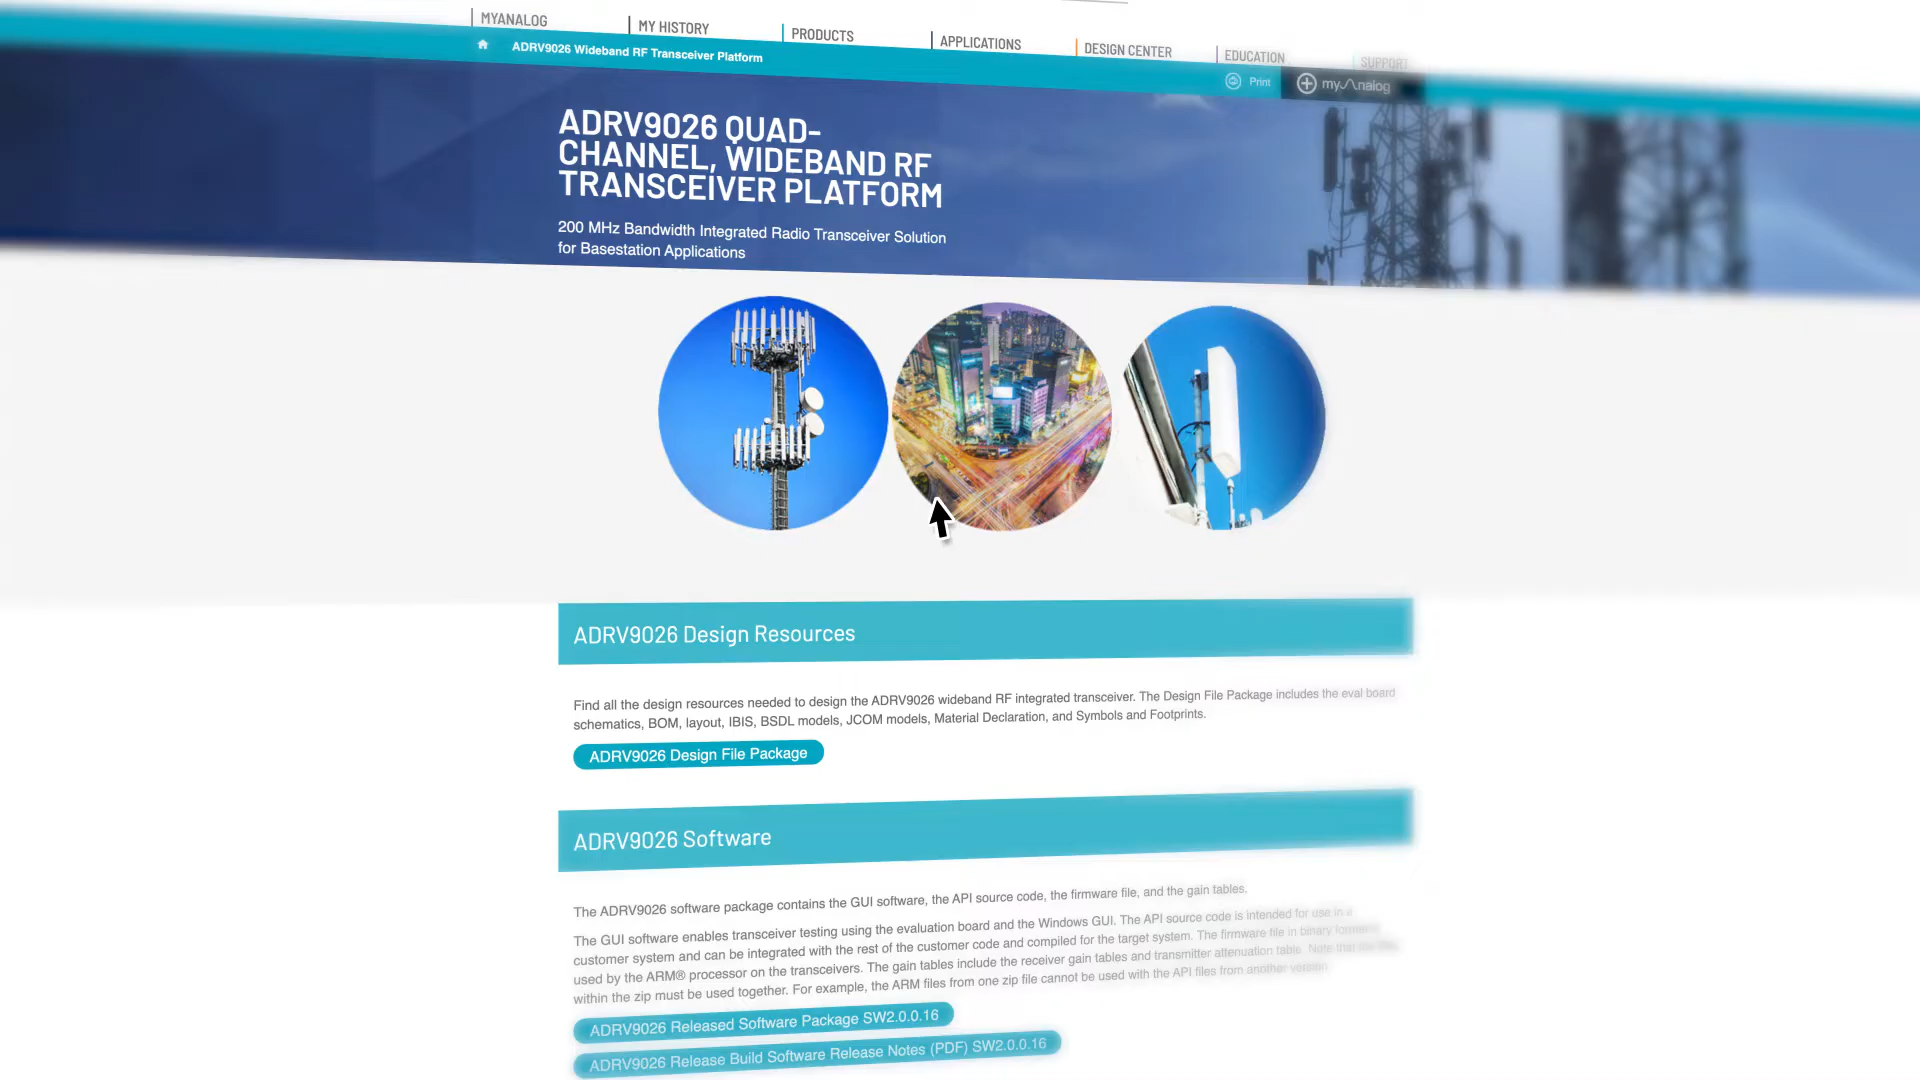 MYANALOG
MY HISTORY
PRODUCTS
APPLICATIONS
DESIGN CENTER
EDUCATION
SUPPORT
ADRV9026 Wideband RF Transceiver Platform
Print
myAnalog
ADRV9026 QUAD-
CHANNEL, WIDEBAND RF
TRANSCEIVER PLATFORM
200 MHz Bandwidth Integrated Radio Transceiver Solution
for Basestation Applications
ADRV9026 Design Resources
Find all the design resources needed to design the ADRV9026 wideband RF integrated transceiver. The Design File Package includes the eval board
schematics, BOM, layout, IBIS, BSDL models, JCOM models, Material Declaration, and Symbols and Footprints.
ADRV9026 Design File Package
ADRV9026 Software
The ADRV9026 software package contains the GUI software, the API source code, the firmware file, and the gain tables.
The GUI software enables transceiver testing using the evaluation board and the Windows GUI. The API source code is intended for use in a
customer system and can be integrated with the rest of the customer code and compiled for the target system. The firmware file in binary format is
used by the ARM® processor on the transceivers. The gain tables include the receiver gain tables and transmitter attenuation table. Note that the files
within the zip must be used together. For example, the ARM files from one zip file cannot be used with the API files from another version.
ADRV9026 Released Software Package SW2.0.0.16
ADRV9026 Release Build Software Release Notes (PDF) SW2.0.0.16